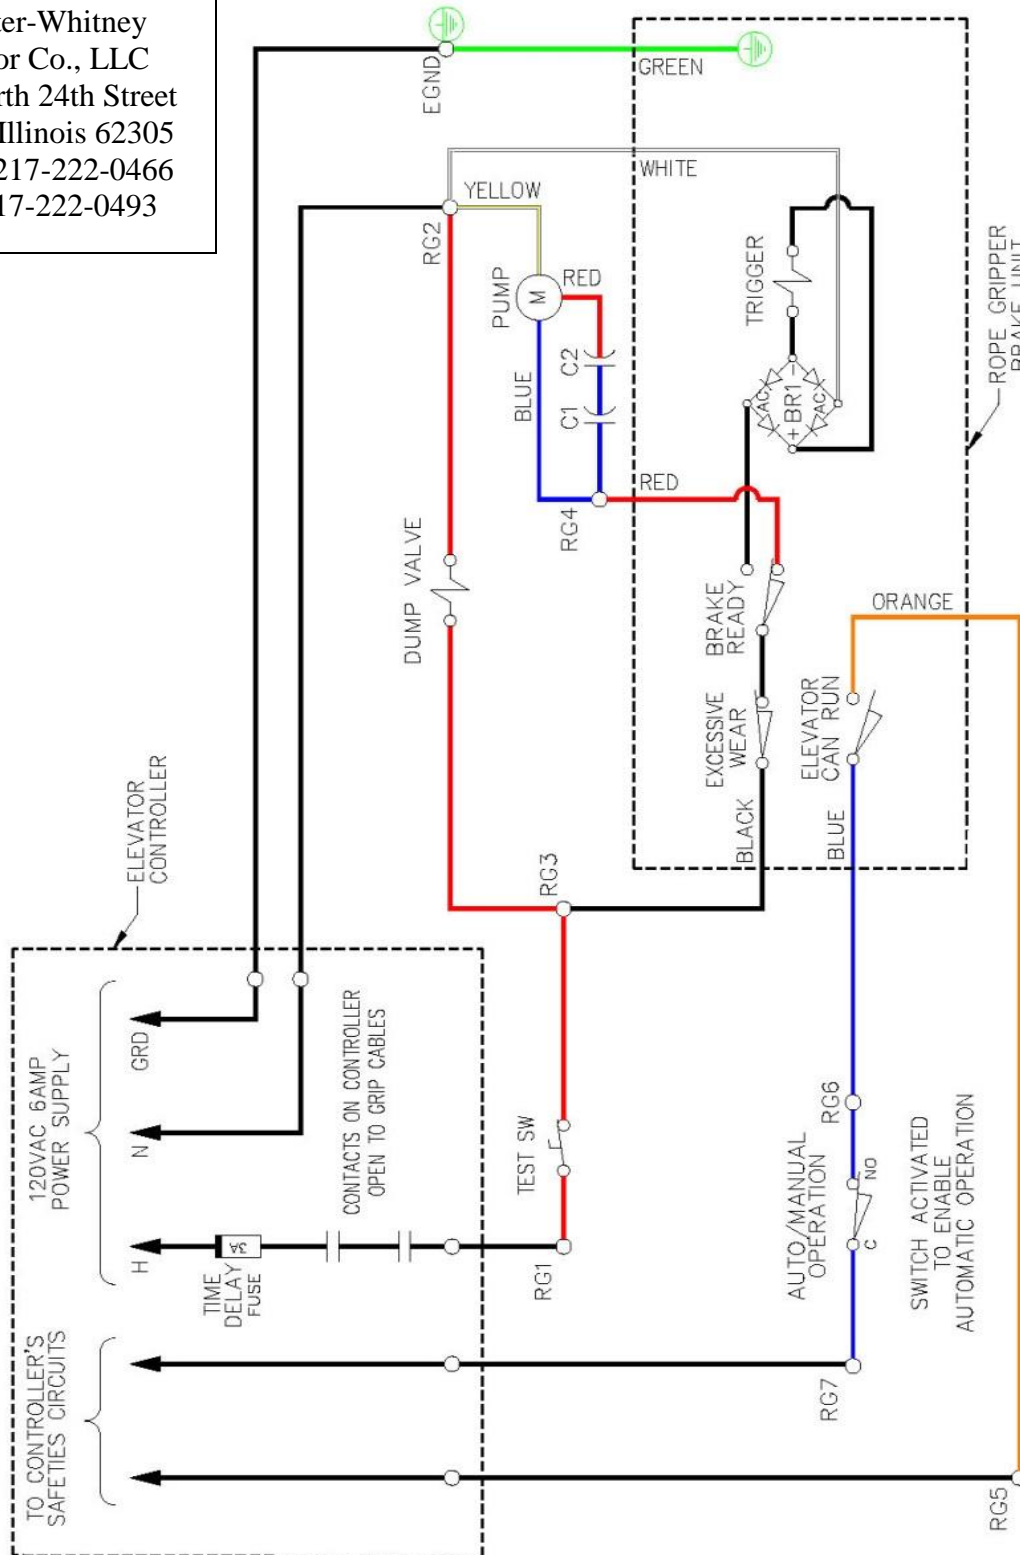 Co., LLC
24th Street
Illinois 62305
217-222-0466
17-222-0493
GREEN
EGND
WHITE
YELLOW
RG2
PUMP
M
RED
BLUE
C1
C2
TRIGGER
AC
+ BR1 -
AC
ROPE GRIPPER
RED
RG4
DUMP VALVE
BRAKE
READY
ORANGE
EXCESSIVE
WEAR
ELEVATOR
CAN RUN
BLACK
BLUE
RG3
ELEVATOR
CONTROLLER
120VAC 6AMP
POWER SUPPLY
GRD
N
H
CONTACTS ON CONTROLLER
OPEN TO GRIP CABLES
TIME
DELAY
FUSE
3A
TEST SW
RG1
RG6
AUTO/MANUAL
OPERATION
NO
C
SWITCH ACTIVATED
TO ENABLE
AUTOMATIC OPERATION
TO CONTROLLER'S
SAFETIES CIRCUITS
RG7
RG5